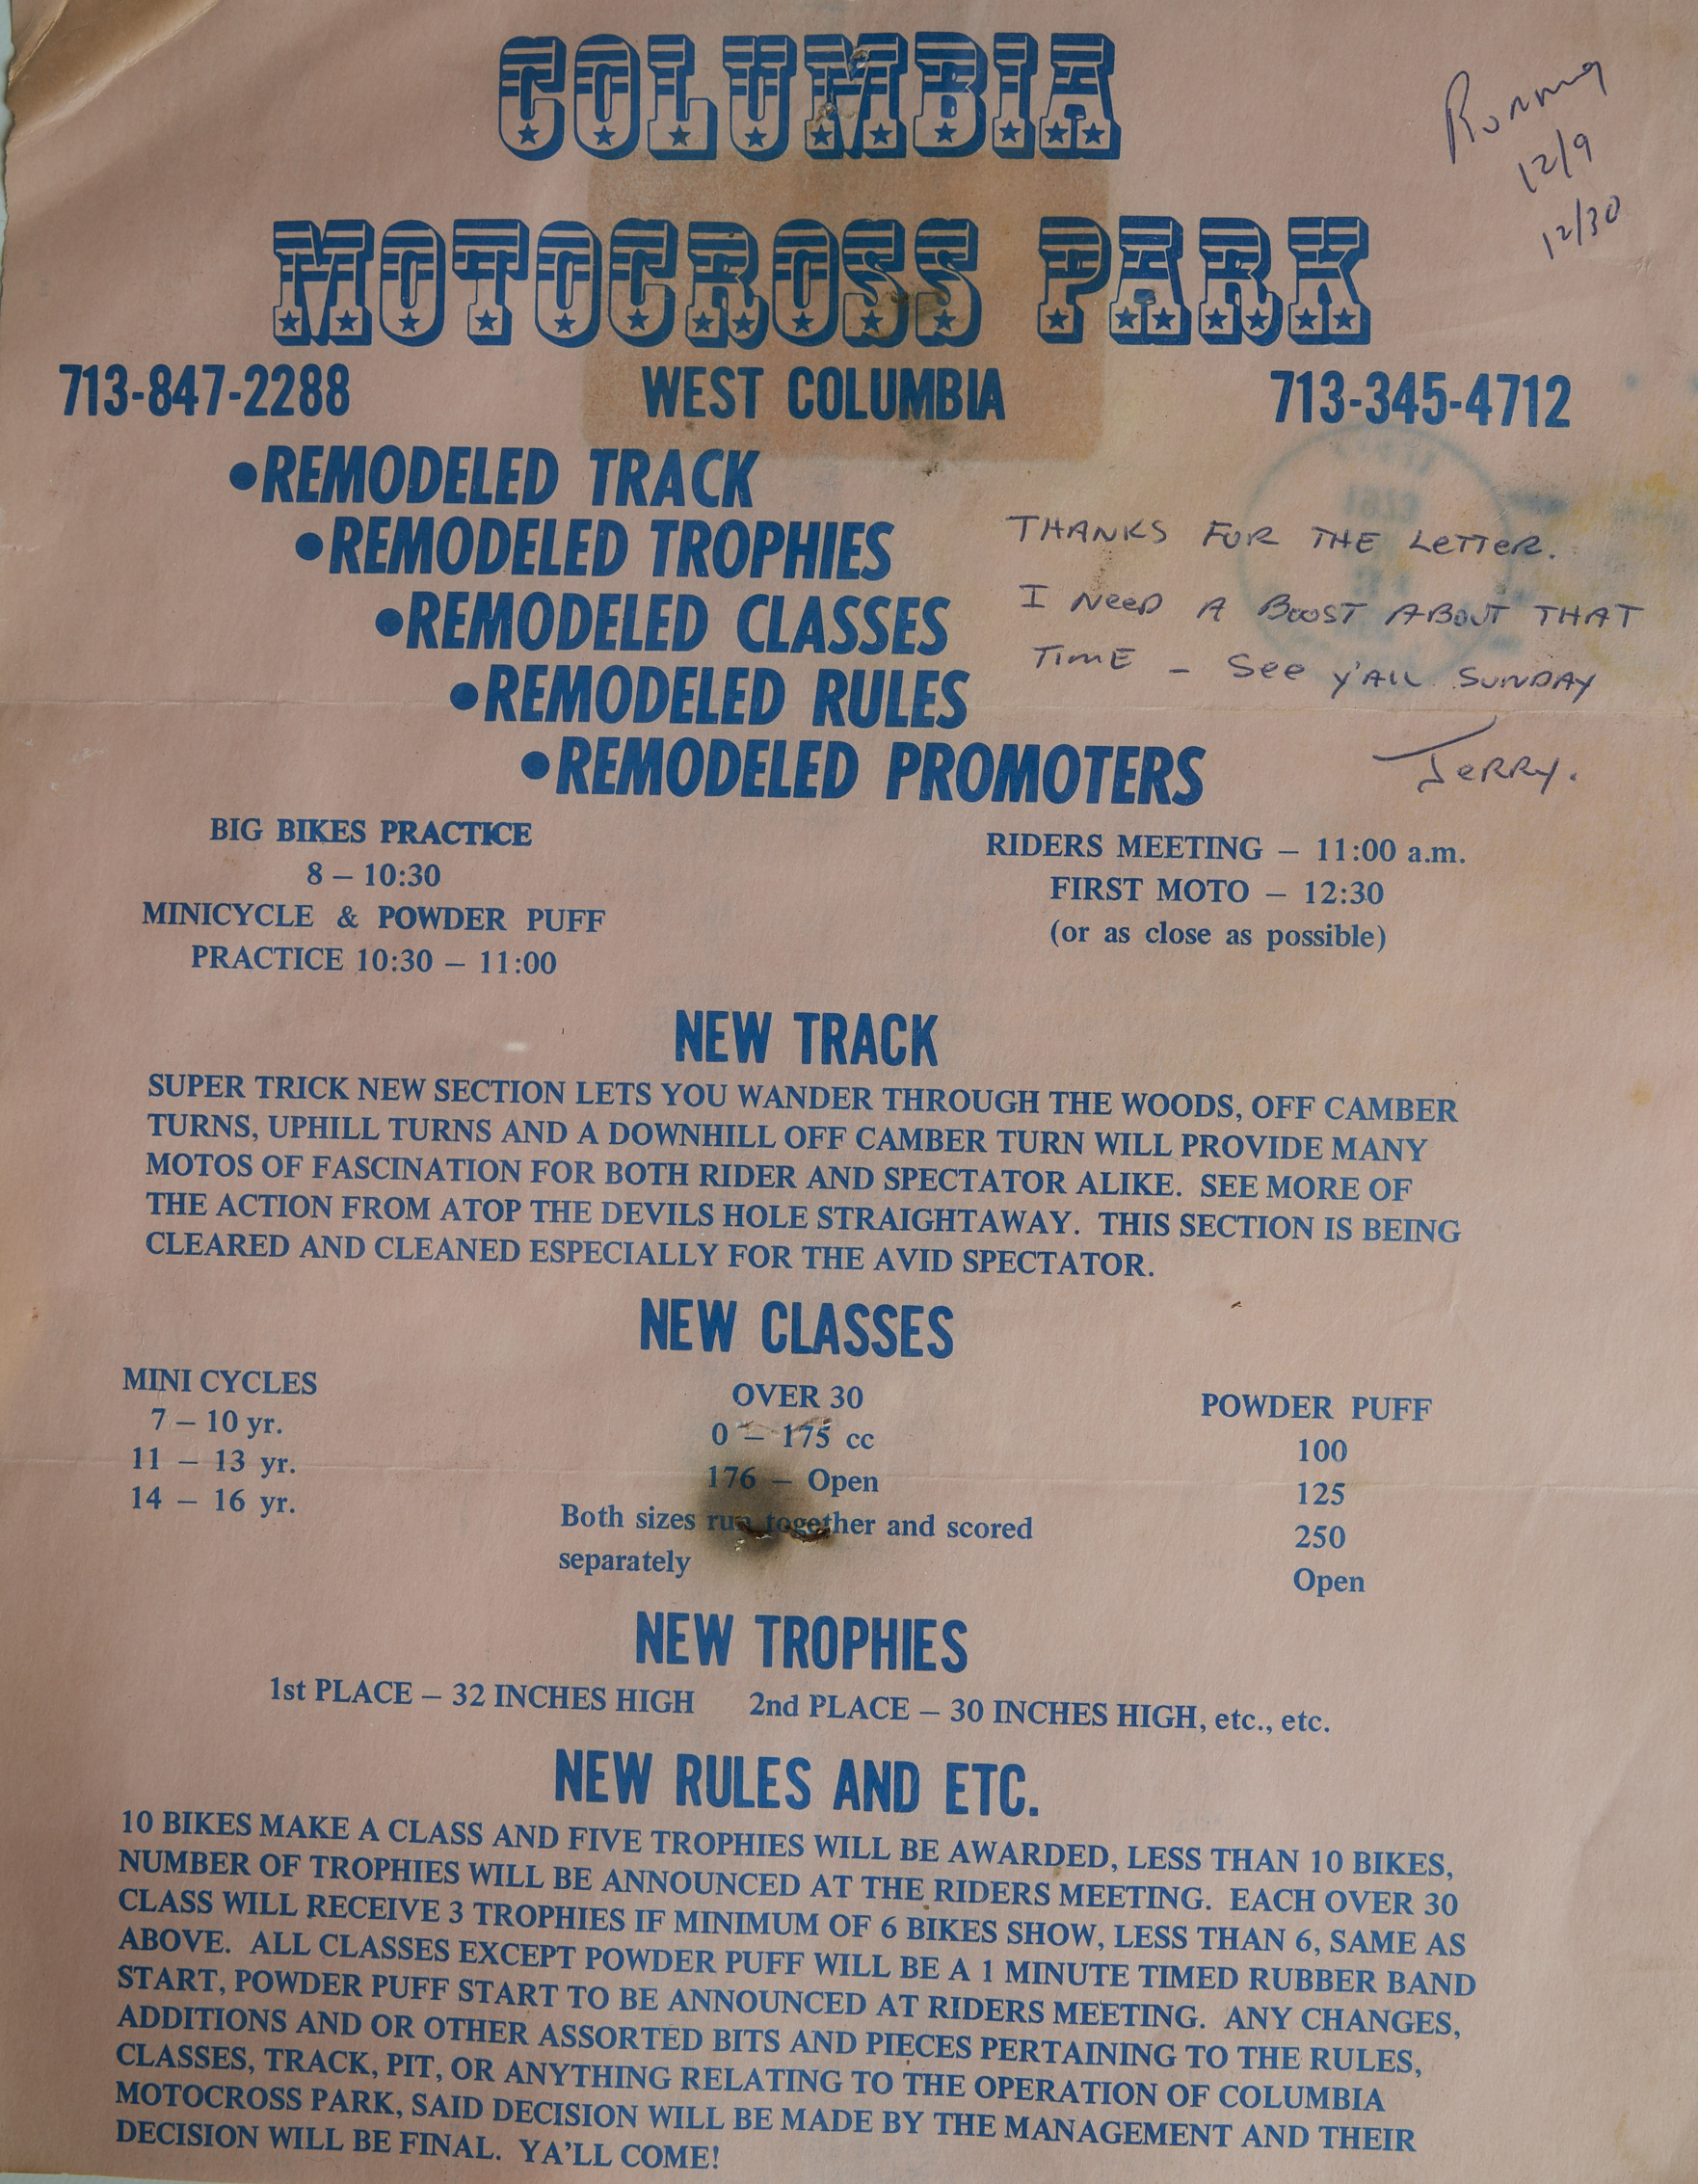 COLUMBIA
Running
12/9
12/30
MOTOCROSS PARK
713-847-2288 WEST COLUMBIA 713-345-4712
•REMODELED TRACK
•REMODELED TROPHIES
•REMODELED CLASSES
•REMODELED RULES
•REMODELED PROMOTERS
THANKS FOR THE LETTER.
I NEED A BOOST ABOUT THAT
TIME - SEE Y'ALL SUNDAY
JERRY.
BIG BIKES PRACTICE
8 – 10:30
MINICYCLE & POWDER PUFF
PRACTICE 10:30 – 11:00
RIDERS MEETING – 11:00 a.m.
FIRST MOTO – 12:30
(or as close as possible)
NEW TRACK
SUPER TRICK NEW SECTION LETS YOU WANDER THROUGH THE WOODS, OFF CAMBER
TURNS, UPHILL TURNS AND A DOWNHILL OFF CAMBER TURN WILL PROVIDE MANY
MOTOS OF FASCINATION FOR BOTH RIDER AND SPECTATOR ALIKE. SEE MORE OF
THE ACTION FROM ATOP THE DEVILS HOLE STRAIGHTAWAY. THIS SECTION IS BEING
CLEARED AND CLEANED ESPECIALLY FOR THE AVID SPECTATOR.
NEW CLASSES
MINI CYCLES
7 – 10 yr.
11 – 13 yr.
14 – 16 yr.
OVER 30
0 – 175 cc
176 – Open
Both sizes run together and scored
separately
POWDER PUFF
100
125
250
Open
NEW TROPHIES
1st PLACE – 32 INCHES HIGH 2nd PLACE – 30 INCHES HIGH, etc., etc.
NEW RULES AND ETC.
10 BIKES MAKE A CLASS AND FIVE TROPHIES WILL BE AWARDED, LESS THAN 10 BIKES,
NUMBER OF TROPHIES WILL BE ANNOUNCED AT THE RIDERS MEETING. EACH OVER 30
CLASS WILL RECEIVE 3 TROPHIES IF MINIMUM OF 6 BIKES SHOW, LESS THAN 6, SAME AS
ABOVE. ALL CLASSES EXCEPT POWDER PUFF WILL BE A 1 MINUTE TIMED RUBBER BAND
START, POWDER PUFF START TO BE ANNOUNCED AT RIDERS MEETING. ANY CHANGES,
ADDITIONS AND OR OTHER ASSORTED BITS AND PIECES PERTAINING TO THE RULES,
CLASSES, TRACK, PIT, OR ANYTHING RELATING TO THE OPERATION OF COLUMBIA
MOTOCROSS PARK, SAID DECISION WILL BE MADE BY THE MANAGEMENT AND THEIR
DECISION WILL BE FINAL. YA'LL COME!